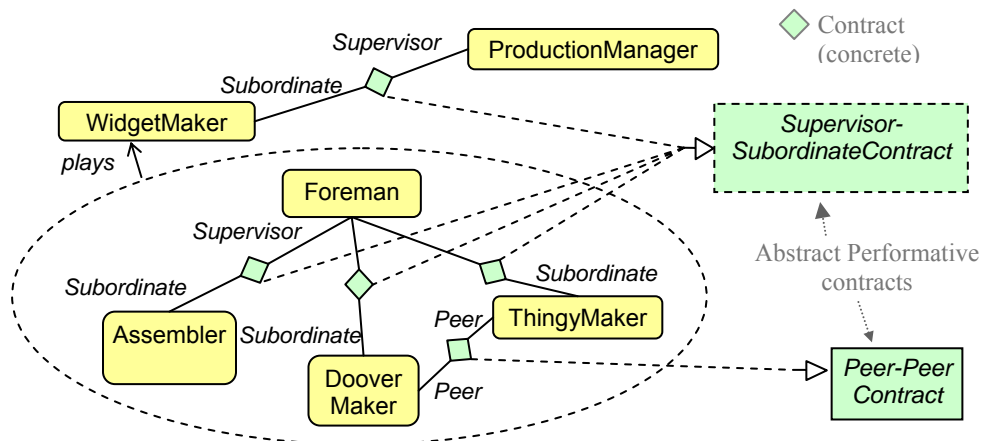 Contract
(concrete)
Supervisor
ProductionManager
Subordinate
WidgetMaker
Supervisor-
SubordinateContract
plays
Foreman
Supervisor
Abstract Performative
contracts
Subordinate
Subordinate
Assembler
Subordinate
Peer
ThingyMaker
Doover
Maker
Peer
Peer-Peer
Contract